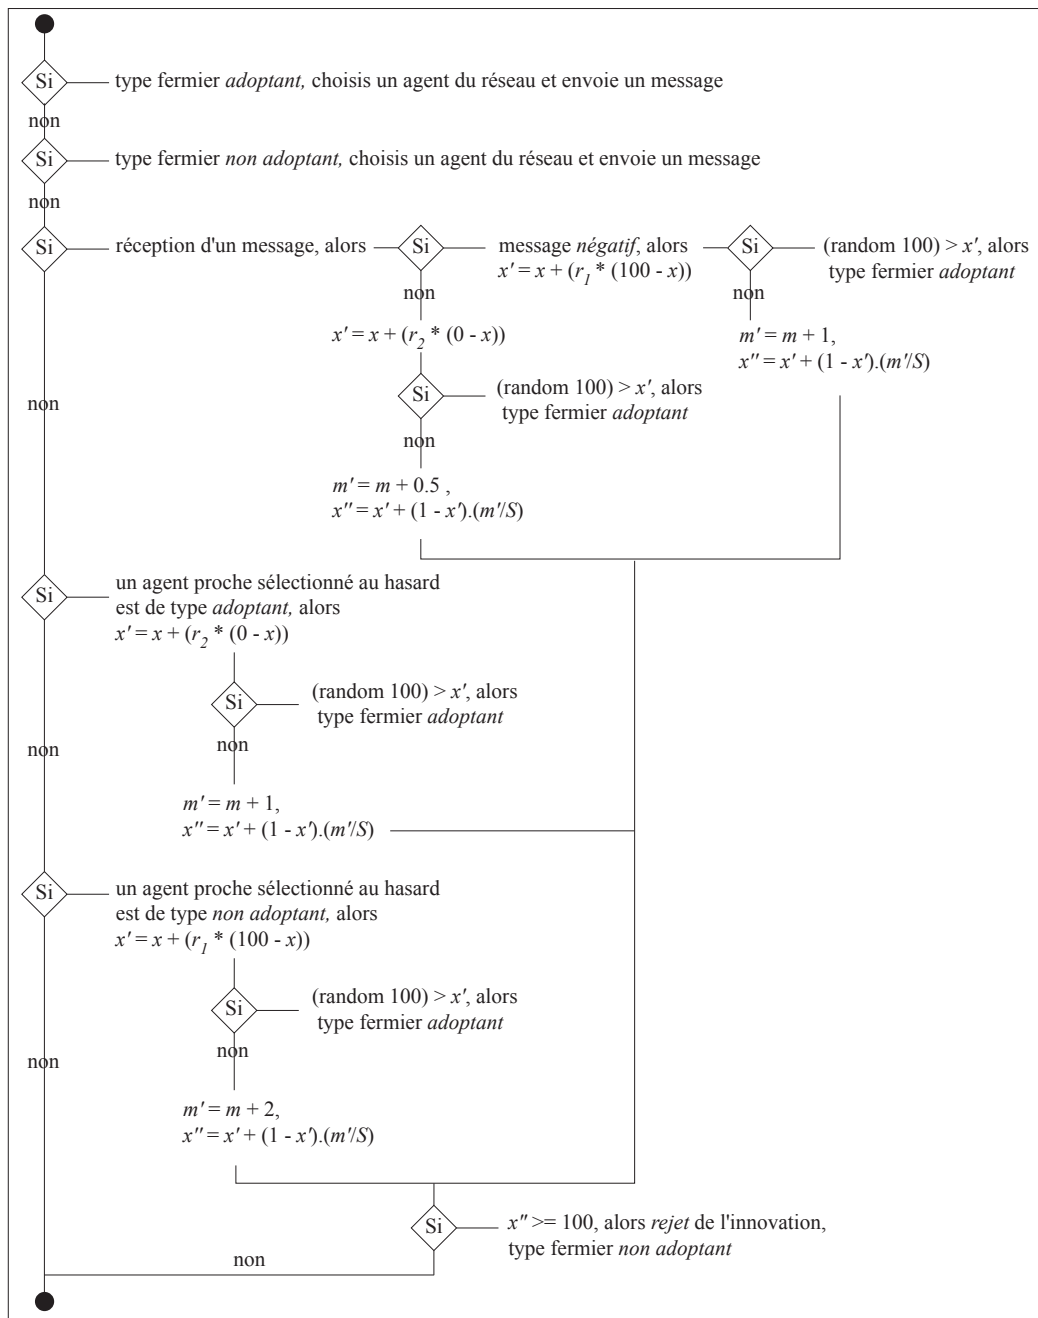 Si
type fermier adoptant, choisis un agent du réseau et envoie un message
non
Si
type fermier non adoptant, choisis un agent du réseau et envoie un message
non
Si
réception d'un message, alors
Si
message négatif, alors
x' = x + (r1 * (100 - x))
Si
(random 100) > x', alors
type fermier adoptant
non
m' = m + 1,
x'' = x' + (1 - x').(m'/S)
non
x' = x + (r2 * (0 - x))
Si
(random 100) > x', alors
type fermier adoptant
non
m' = m + 0.5 ,
x'' = x' + (1 - x').(m'/S)
non
Si
un agent proche sélectionné au hasard
est de type adoptant, alors
x' = x + (r2 * (0 - x))
Si
(random 100) > x', alors
type fermier adoptant
non
m' = m + 1,
x'' = x' + (1 - x').(m'/S)
non
Si
un agent proche sélectionné au hasard
est de type non adoptant, alors
x' = x + (r1 * (100 - x))
Si
(random 100) > x', alors
type fermier adoptant
non
m' = m + 2,
x'' = x' + (1 - x').(m'/S)
non
Si
x'' >= 100, alors rejet de l'innovation,
type fermier non adoptant
non